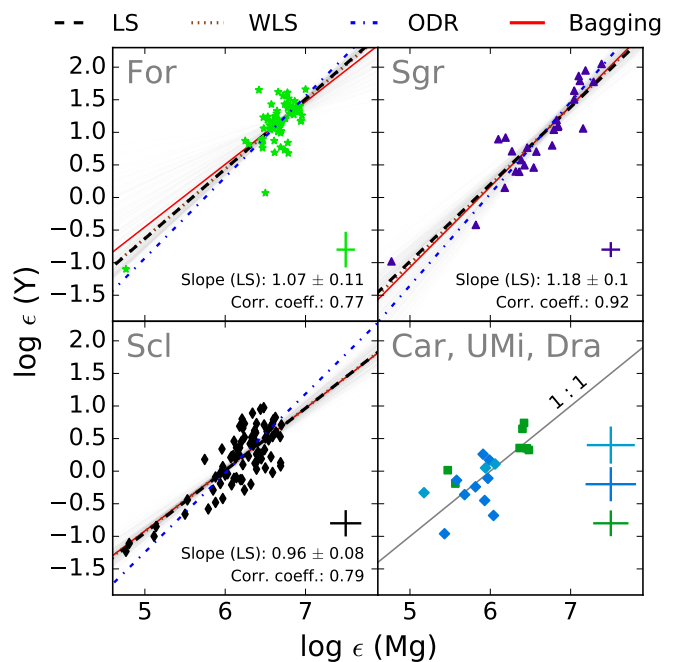 LS WLS ODR Bagging
For
Sgr
2.0
1.5
1.0
0.5
0.0
−0.5
−1.0
−1.5
Slope (LS): 1.07 ± 0.11
Corr. coeff.: 0.77
Slope (LS): 1.18 ± 0.1
Corr. coeff.: 0.92
log ϵ (Y)
Scl
Car, UMi, Dra
1 : 1
2.0
1.5
1.0
0.5
0.0
−0.5
−1.0
−1.5
Slope (LS): 0.96 ± 0.08
Corr. coeff.: 0.79
5 6 7 5 6 7
log ϵ (Mg)